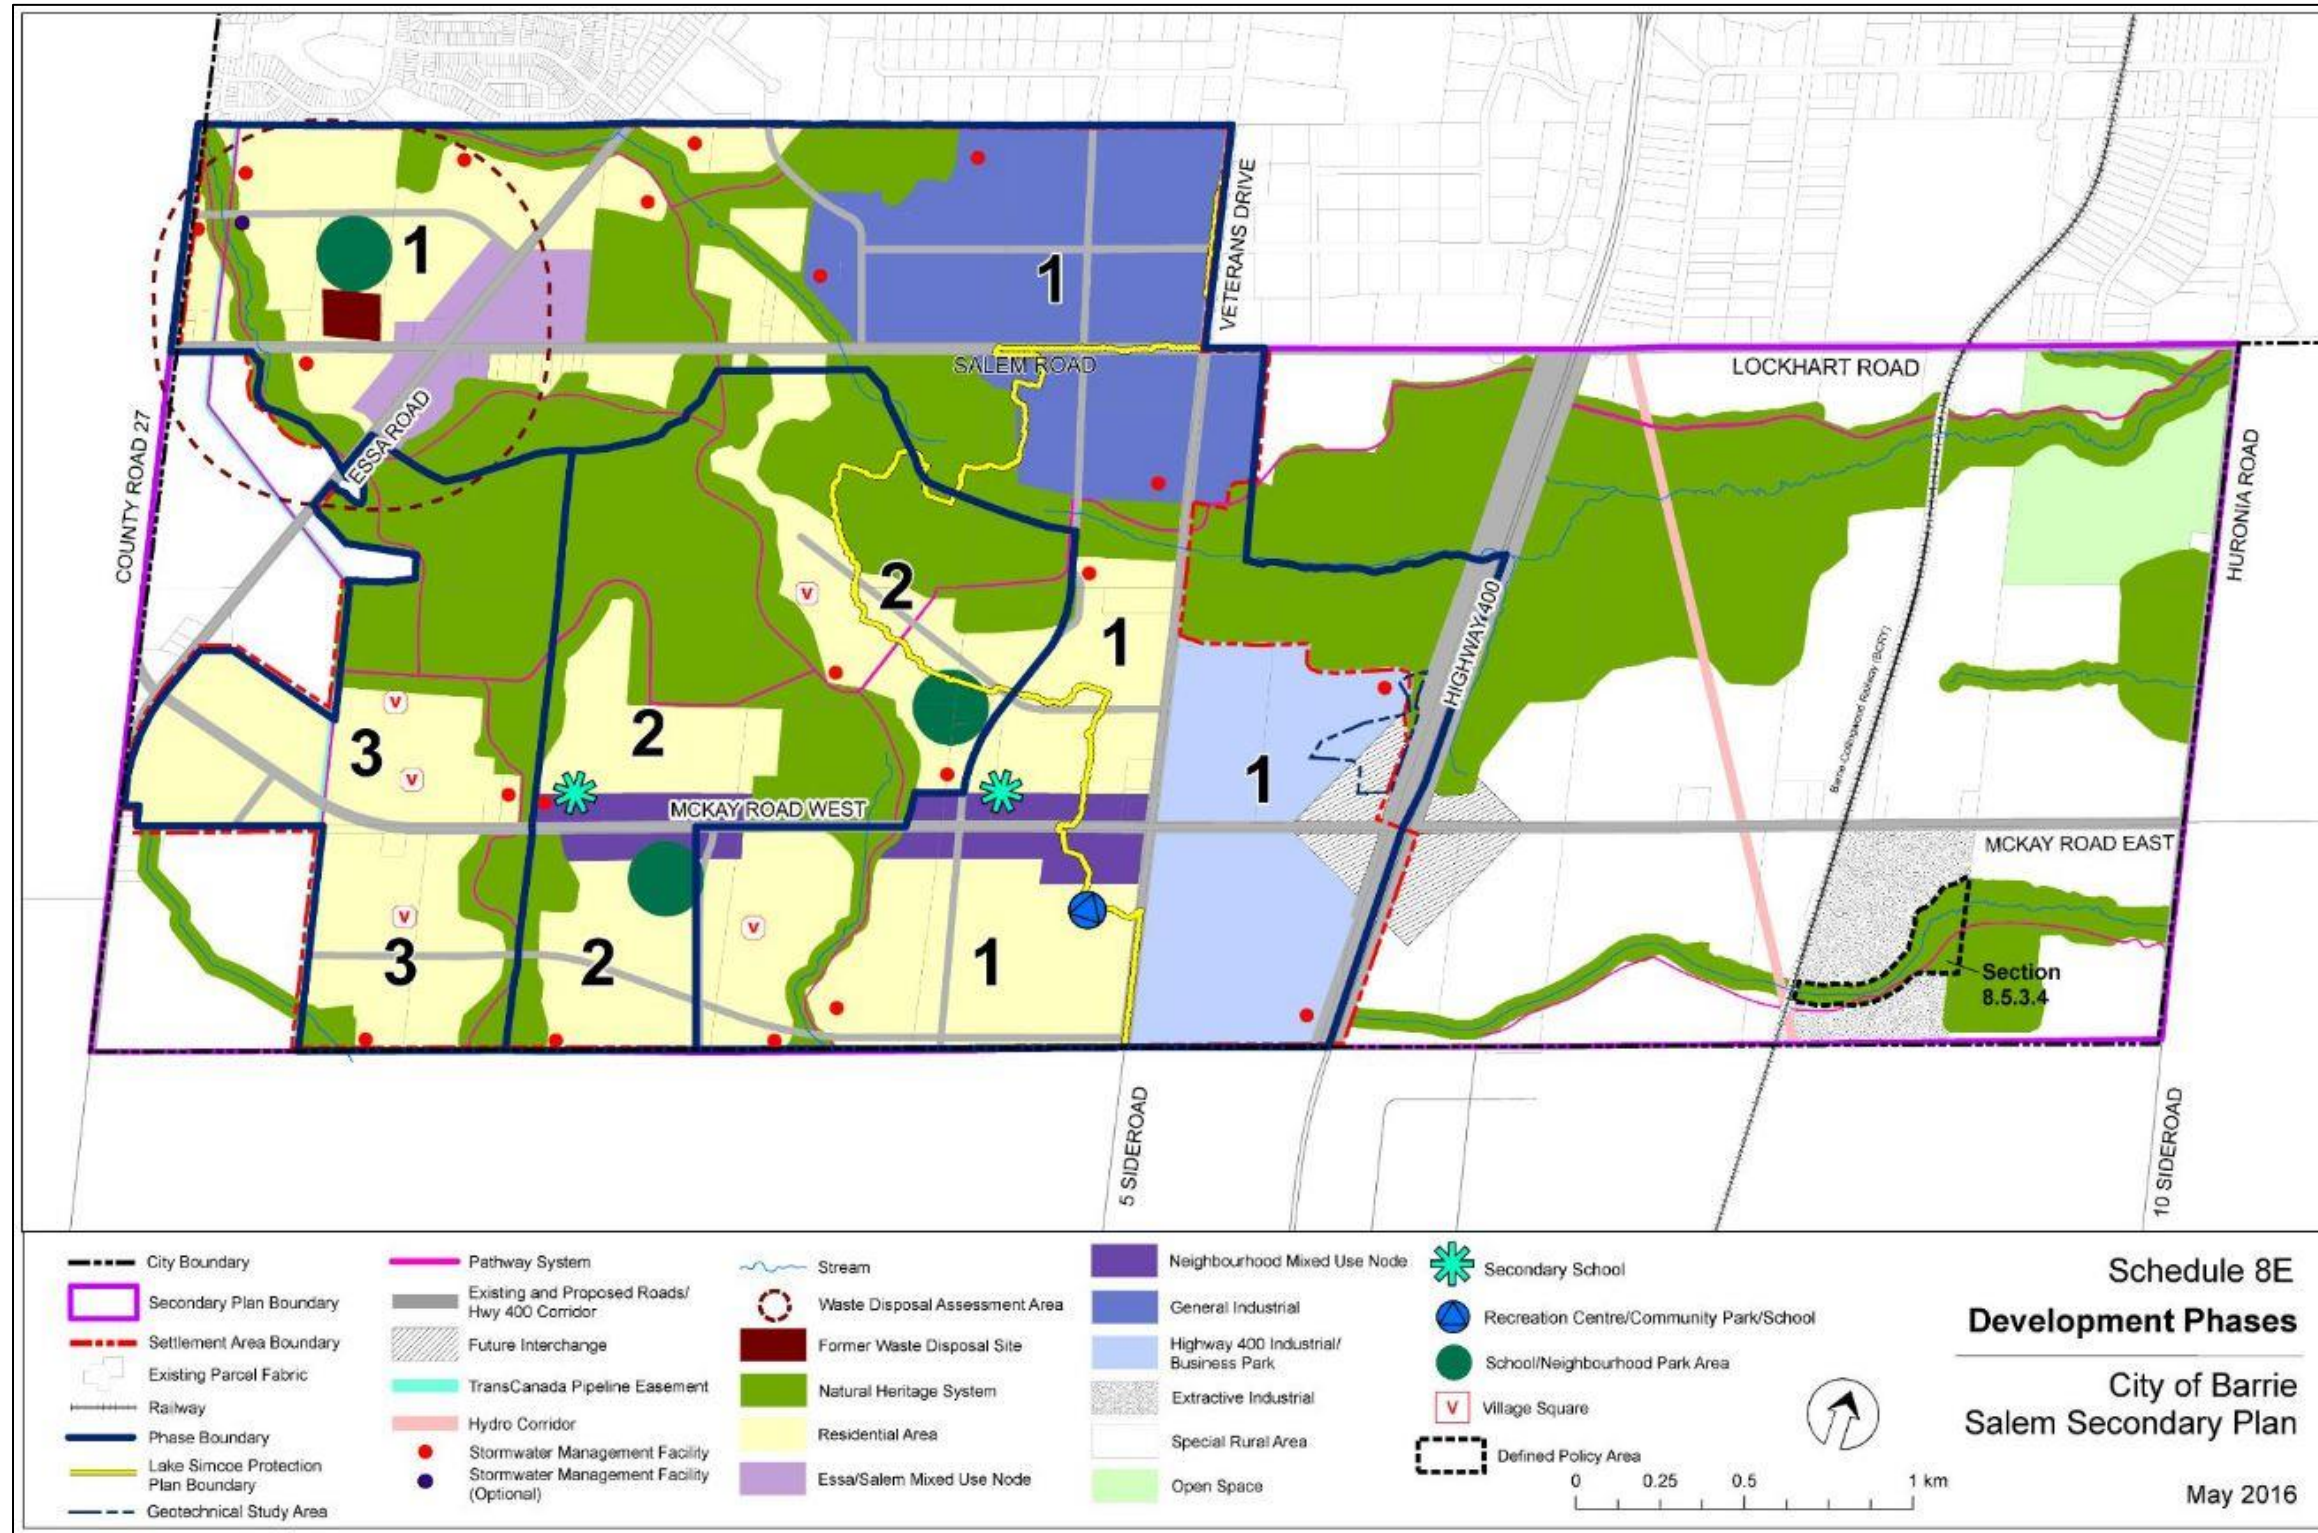 VETERANS DRIVE
1
1
SALEM ROAD
LOCKHART ROAD
COUNTY ROAD 27
ESSA ROAD
HURONIA ROAD
2
1
HIGHWAY 400
Barrie-Collingwood Railway (BCRY)
V
V
3
2
V
1
MCKAY ROAD WEST
MCKAY ROAD EAST
V
V
3
2
1
Section
8.5.3.4
5 SIDEROAD
10 SIDEROAD
City Boundary
Secondary Plan Boundary
Settlement Area Boundary
Existing Parcel Fabric
Railway
Phase Boundary
Lake Simcoe Protection
Plan Boundary
Geotechnical Study Area
Pathway System
Existing and Proposed Roads/
Hwy 400 Corridor
Future Interchange
TransCanada Pipeline Easement
Hydro Corridor
Stormwater Management Facility
Stormwater Management Facility
(Optional)
Stream
Waste Disposal Assessment Area
Former Waste Disposal Site
Natural Heritage System
Residential Area
Essa/Salem Mixed Use Node
Neighbourhood Mixed Use Node
General Industrial
Highway 400 Industrial/
Business Park
Extractive Industrial
Special Rural Area
Open Space
Secondary School
Recreation Centre/Community Park/School
School/Neighbourhood Park Area
V Village Square
Defined Policy Area
0 0.25 0.5 1 km
Schedule 8E
Development Phases
City of Barrie
Salem Secondary Plan
May 2016